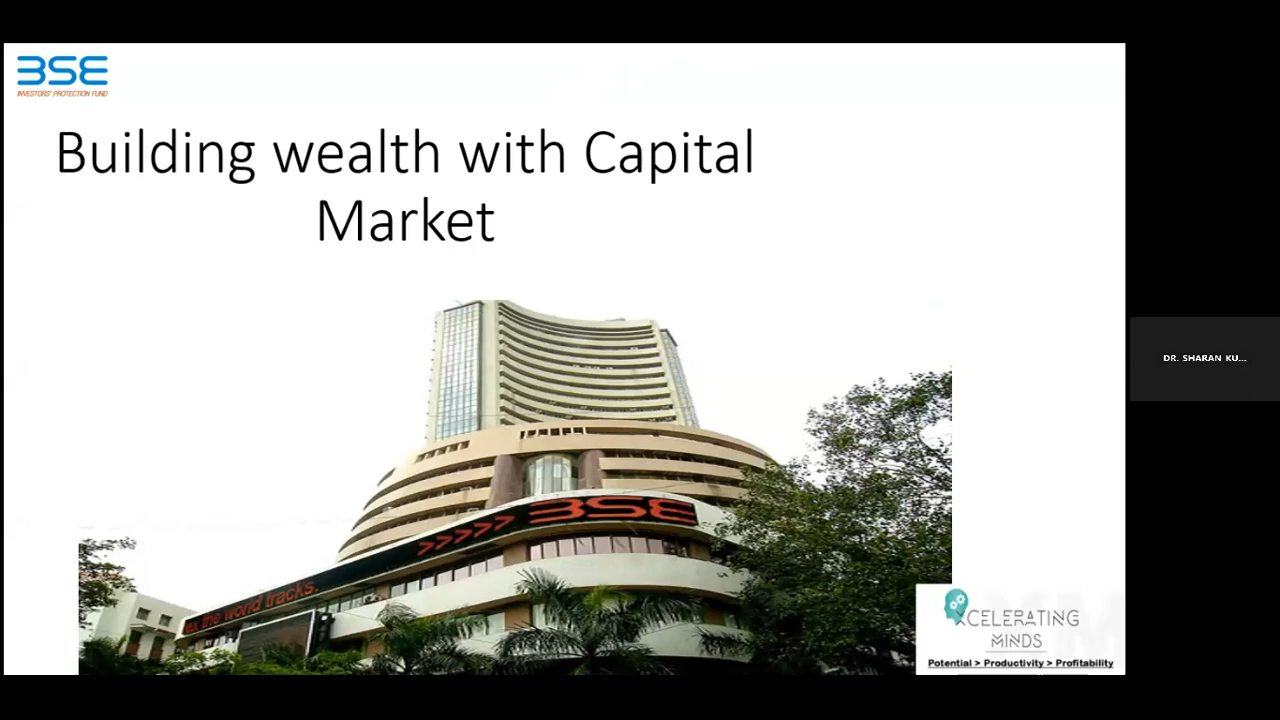 BSE
INVESTORS' PROTECTION FUND
Building wealth with Capital
Market
DR. SHARAN KU...
>>>>> BSE
the world tracks.
XCELERATING
MINDS
Potential > Productivity > Profitability